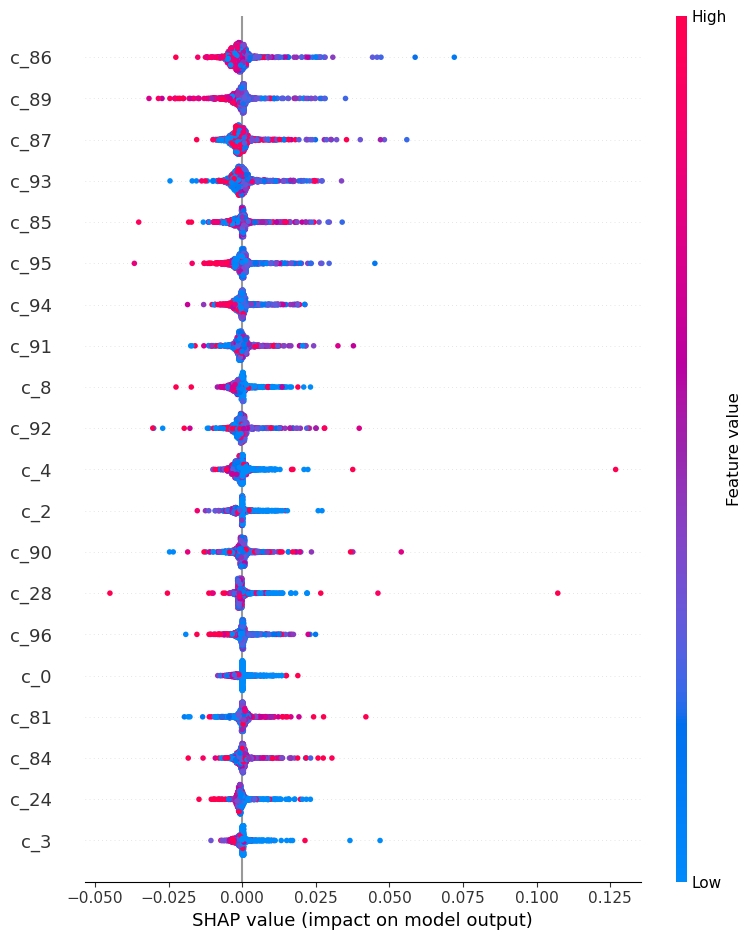 High
c_86
c_89
c_87
c_93
c_85
c_95
c_94
c_91
c_8
c_92
c_4
c_2
c_90
c_28
c_96
c_0
c_81
c_84
c_24
c_3
Feature value
Low
−0.050 −0.025 0.000 0.025 0.050 0.075 0.100 0.125
SHAP value (impact on model output)